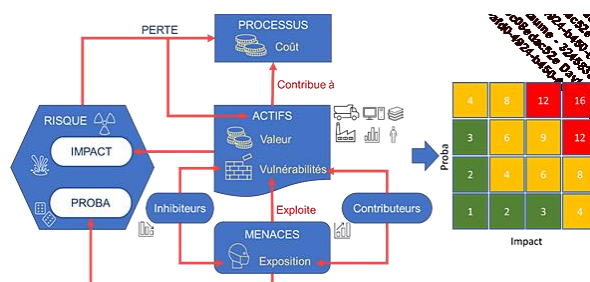 PROCESSUS
Coût
PERTE
Contribue à
RISQUE
IMPACT
PROBA
ACTIFS
Valeur
Vulnérabilités
Inhibiteurs
Exploite
Contributeurs
MENACES
Exposition
Proba
4 8 12 16
3 6 9 12
2 4 6 8
1 2 3 4
Impact